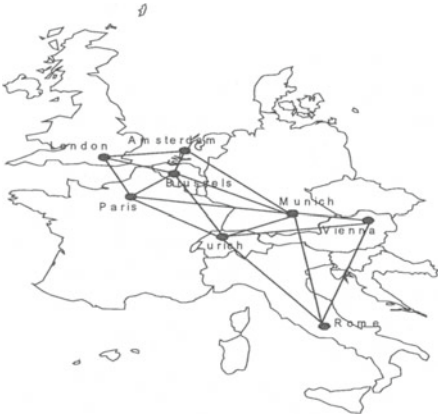 Amsterdam
London
Brussels
Paris
Munich
Vienna
Zurich
Rome